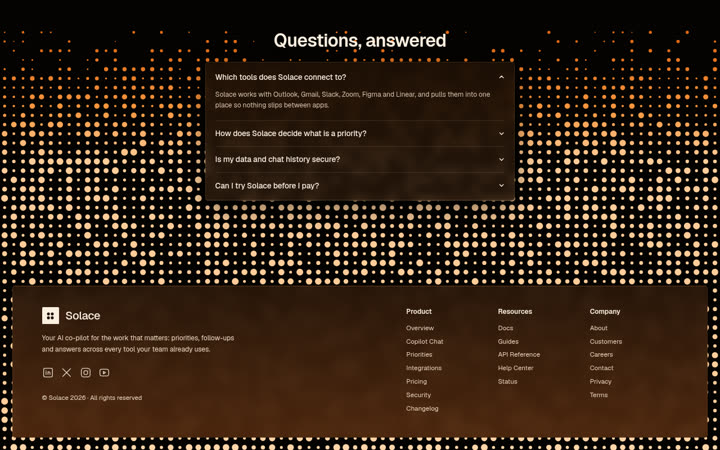 Questions, answered
Which tools does Solace connect to?
Solace works with Outlook, Gmail, Slack, Zoom, Figma and Linear, and pulls them into one
place so nothing slips between apps.
How does Solace decide what is a priority?
Is my data and chat history secure?
Can I try Solace before I pay?
Solace
Your AI co-pilot for the work that matters: priorities, follow-ups
and answers across every tool your team already uses.
© Solace 2026 · All rights reserved
Product
Overview
Copilot Chat
Priorities
Integrations
Pricing
Security
Changelog
Resources
Docs
Guides
API Reference
Help Center
Status
Company
About
Customers
Careers
Contact
Privacy
Terms